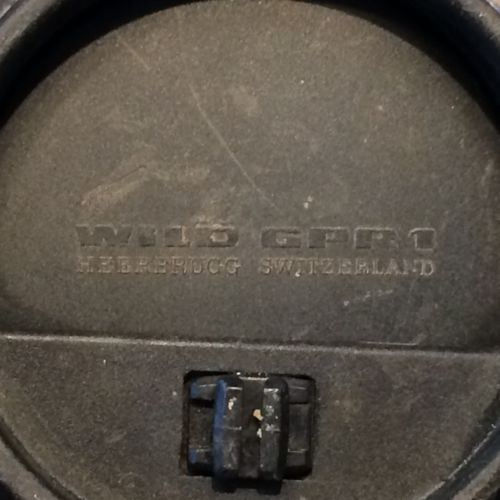 WILD GPR1
HEERBRUGG SWITZERLAND